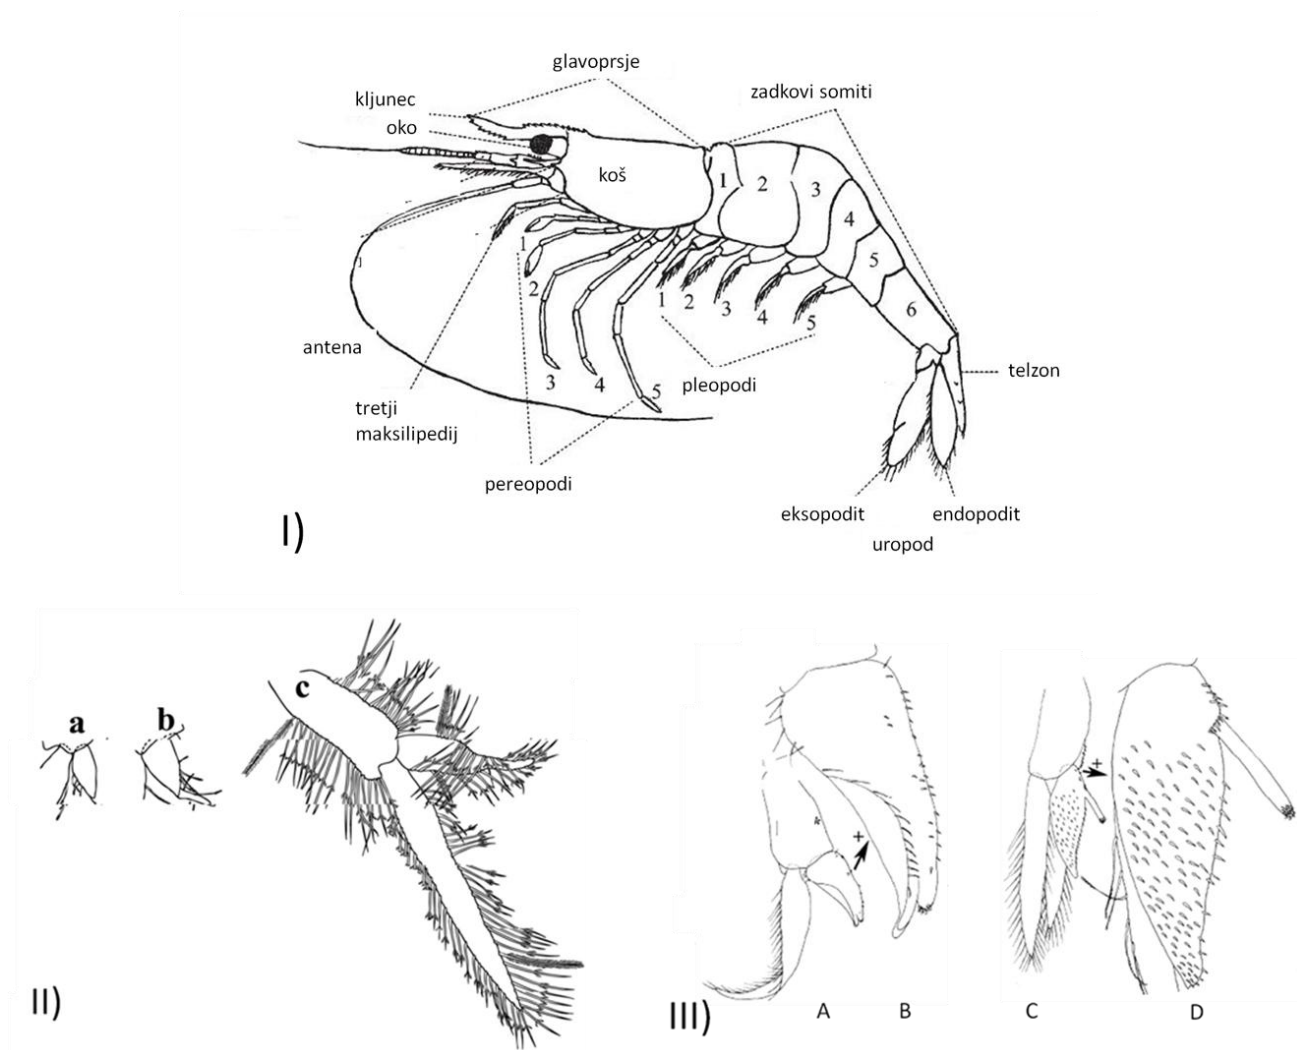 glavoprsje
zadkovi somiti
kljunec
oko
koš
1
2
3
4
5
6
1
2
3
4
5
1
2
3
4
5
antena
pleopodi
telzon
tretji
maksilipedij
pereopodi
eksopodit
endopodit
uropod
I)
a
b
c
II)
III)
A
B
C
D
+
+